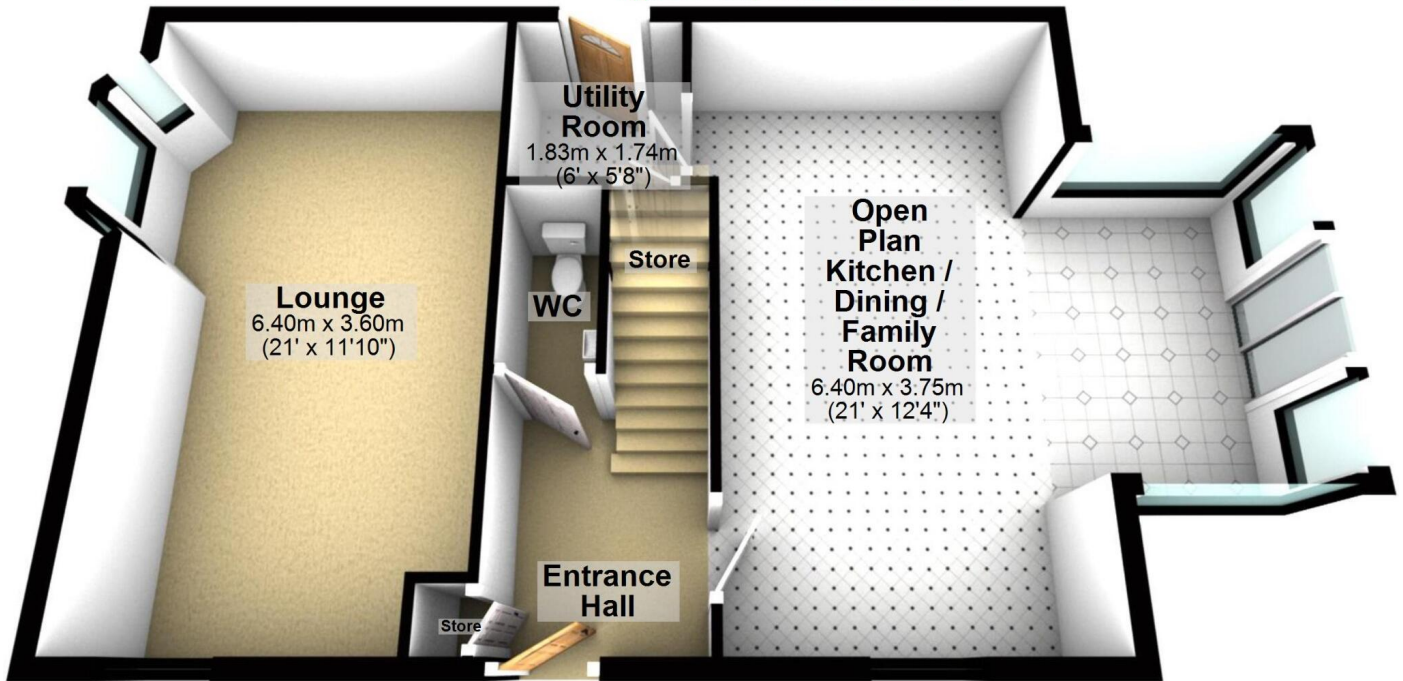 Utility
Room
1.83m x 1.74m
(6' x 5'8")
Lounge
6.40m x 3.60m
(21' x 11'10")
WC
Store
Open
Plan
Kitchen /
Dining /
Family
Room
6.40m x 3.75m
(21' x 12'4")
Entrance
Hall
Store